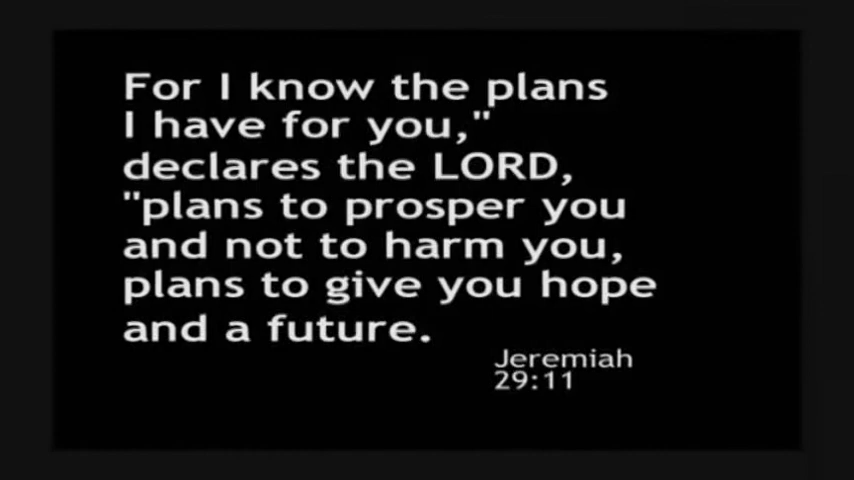 For I know the plans
I have for you,"
declares the LORD,
"plans to prosper you
and not to harm you,
plans to give you hope
and a future.
Jeremiah
29:11